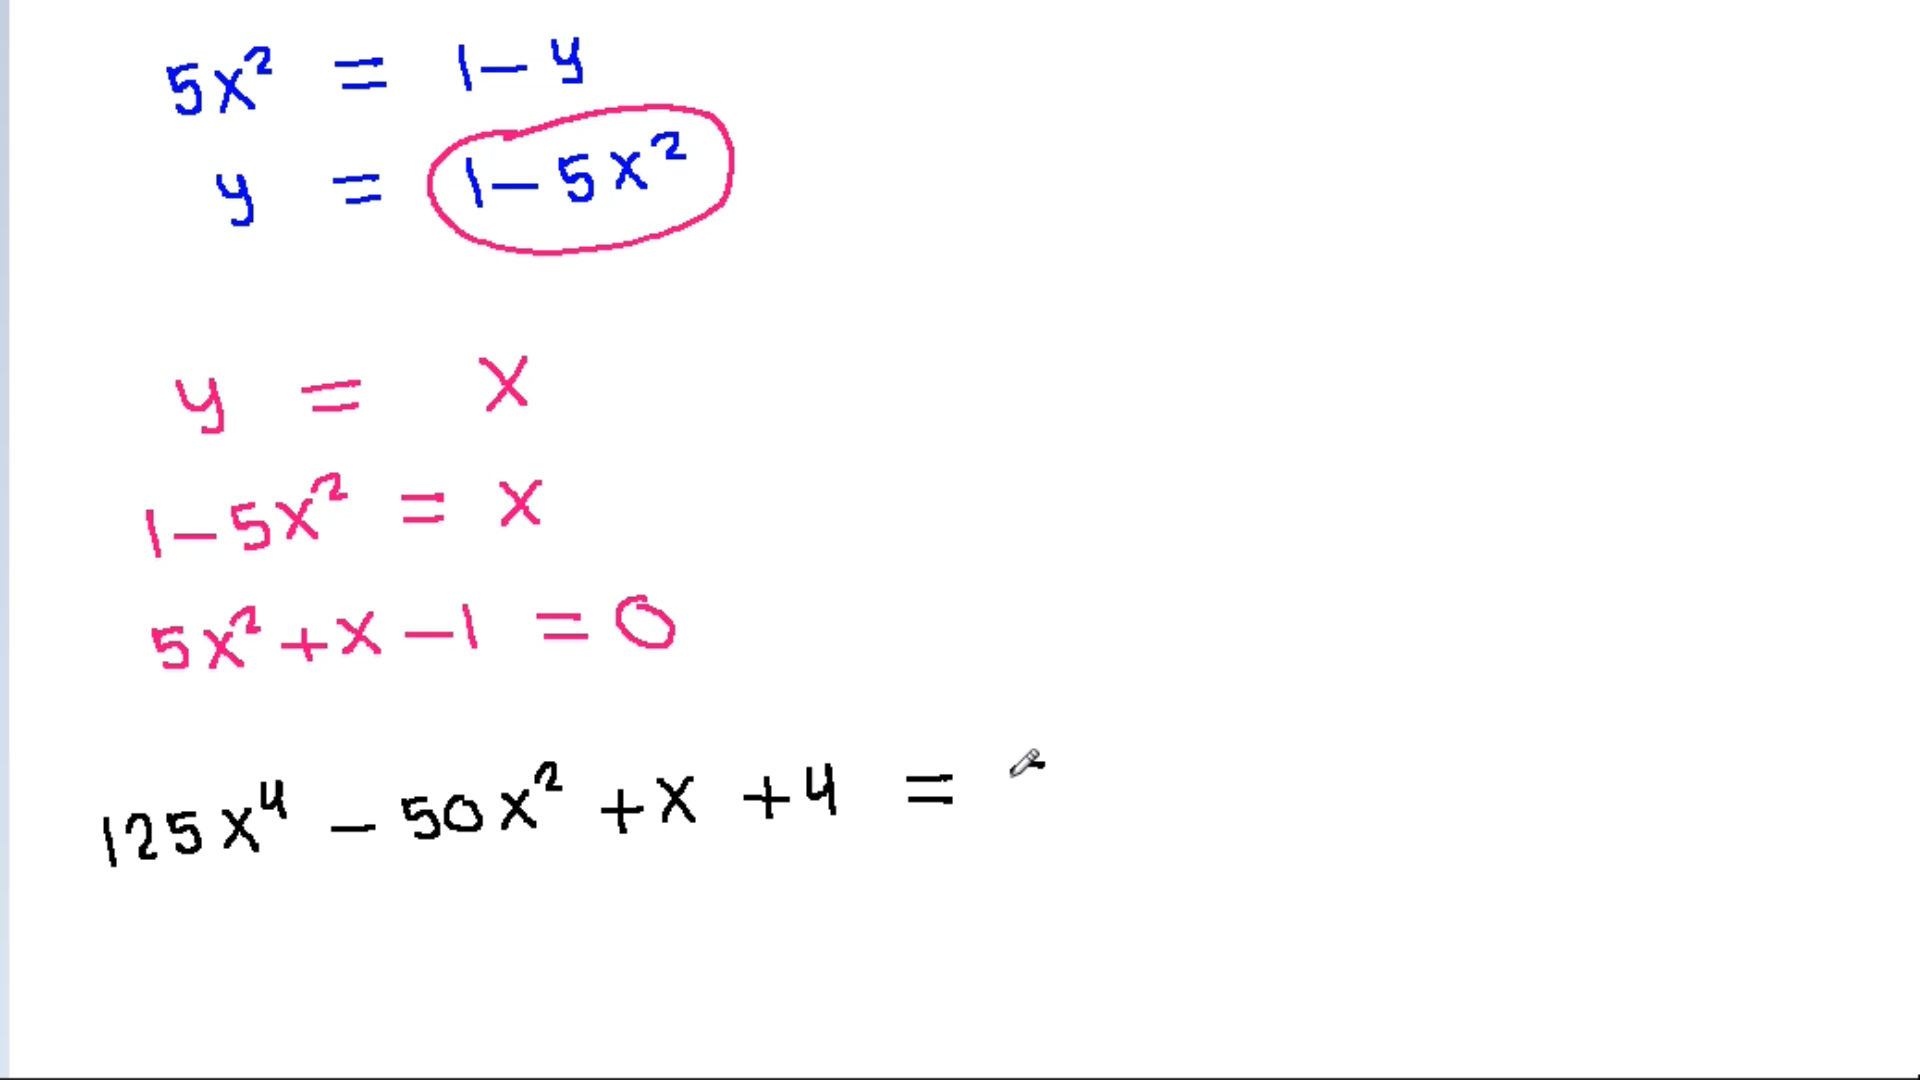 5x² = 1 - y
y = 1 - 5x²
y = x
1 - 5x² = x
5x² + x - 1 = 0
125x⁴ - 50x² + x + 4 =